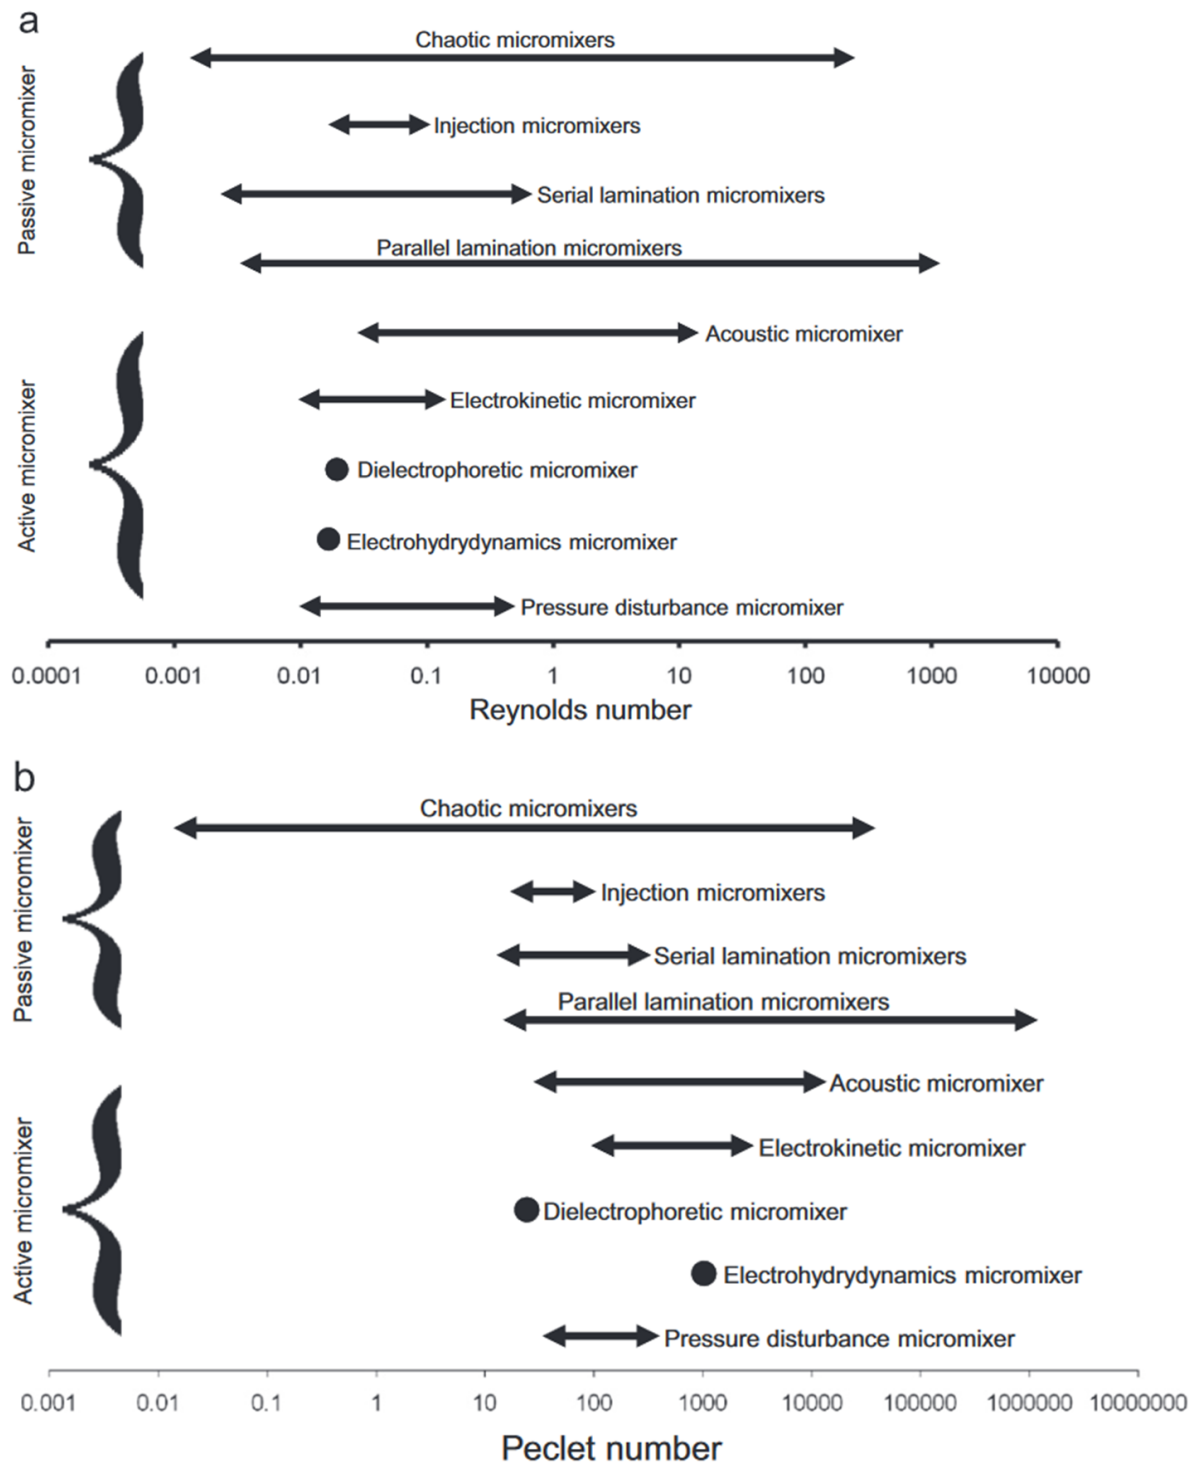 a
Passive micromixer
Chaotic micromixers
Injection micromixers
Serial lamination micromixers
Parallel lamination micromixers
Active micromixer
Acoustic micromixer
Electrokinetic micromixer
Dielectrophoretic micromixer
Electrohydrydynamics micromixer
Pressure disturbance micromixer
0.0001 0.001 0.01 0.1 1 10 100 1000 10000
Reynolds number
b
Passive micromixer
Chaotic micromixers
Injection micromixers
Serial lamination micromixers
Parallel lamination micromixers
Active micromixer
Acoustic micromixer
Electrokinetic micromixer
Dielectrophoretic micromixer
Electrohydrydynamics micromixer
Pressure disturbance micromixer
0.001 0.01 0.1 1 10 100 1000 10000 100000 1000000 10000000
Peclet number